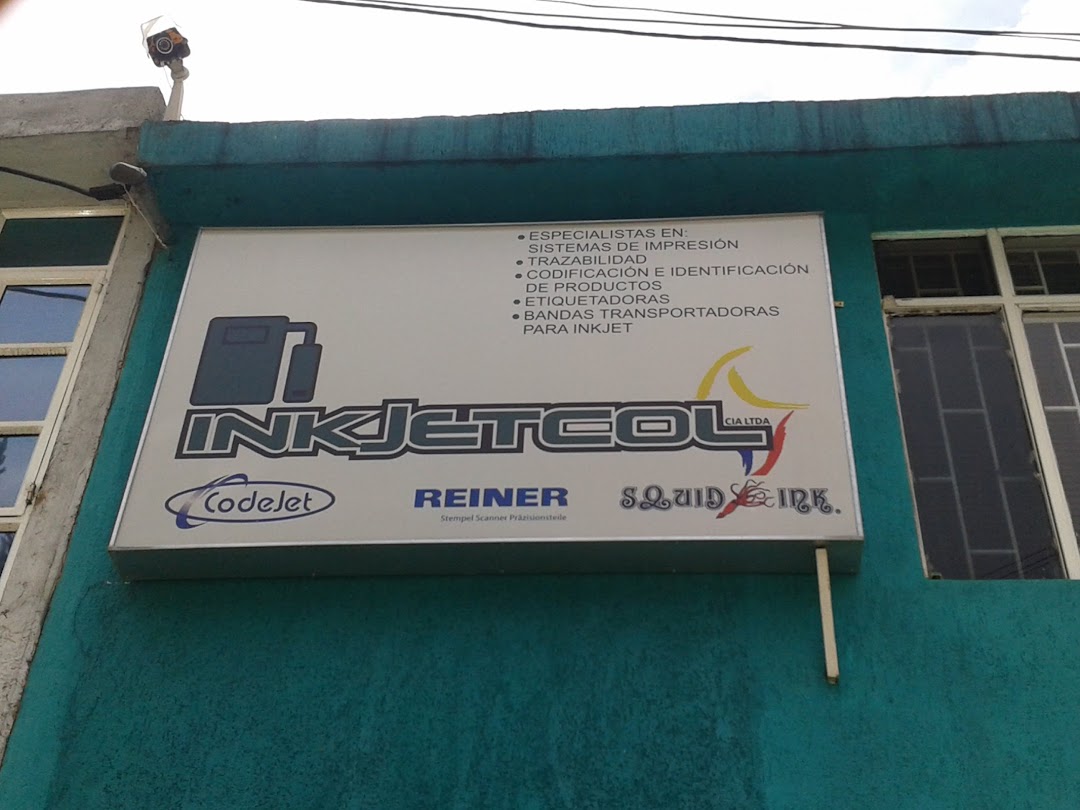 • ESPECIALISTAS EN:
SISTEMAS DE IMPRESIÓN
• TRAZABILIDAD
• CODIFICACIÓN E IDENTIFICACIÓN
DE PRODUCTOS
• ETIQUETADORAS
• BANDAS TRANSPORTADORAS
PARA INKJET
INKJETCOL
CIA LTDA
CodeJet
REINER
Stempel Scanner Präzisionsteile
SQUID INK.